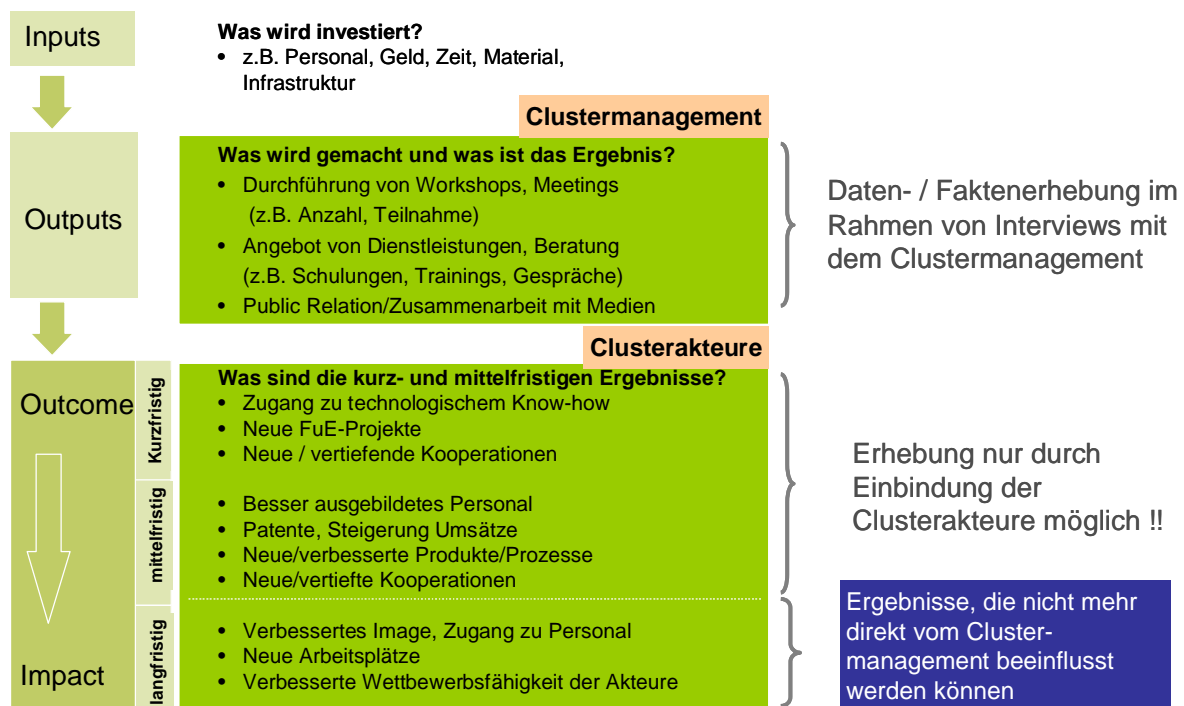 Inputs
Was wird investiert?
• z.B. Personal, Geld, Zeit, Material,
Infrastruktur
Clustermanagement
Outputs
Was wird gemacht und was ist das Ergebnis?
• Durchführung von Workshops, Meetings
(z.B. Anzahl, Teilnahme)
• Angebot von Dienstleistungen, Beratung
(z.B. Schulungen, Trainings, Gespräche)
• Public Relation/Zusammenarbeit mit Medien
Daten- / Faktenerhebung im
Rahmen von Interviews mit
dem Clustermanagement
Clusterakteure
Outcome
Kurzfristig
Was sind die kurz- und mittelfristigen Ergebnisse?
• Zugang zu technologischem Know-how
• Neue FuE-Projekte
• Neue / vertiefende Kooperationen
mittelfristig
• Besser ausgebildetes Personal
• Patente, Steigerung Umsätze
• Neue/verbesserte Produkte/Prozesse
• Neue/vertiefte Kooperationen
Erhebung nur durch
Einbindung der
Clusterakteure möglich !!
Impact
langfristig
• Verbessertes Image, Zugang zu Personal
• Neue Arbeitsplätze
• Verbesserte Wettbewerbsfähigkeit der Akteure
Ergebnisse, die nicht mehr
direkt vom Cluster-
management beeinflusst
werden können